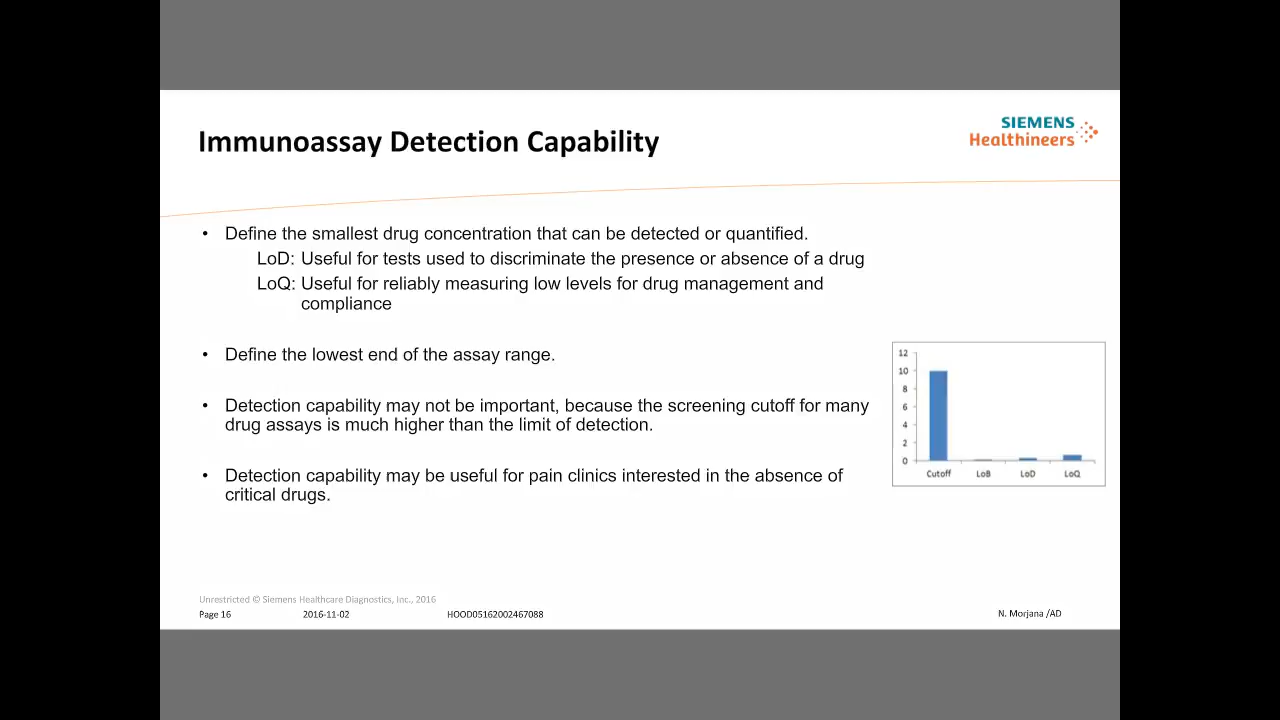 Immunoassay Detection Capability
SIEMENS
Healthineers
• Define the smallest drug concentration that can be detected or quantified.
LoD: Useful for tests used to discriminate the presence or absence of a drug
LoQ: Useful for reliably measuring low levels for drug management and
compliance
• Define the lowest end of the assay range.
• Detection capability may not be important, because the screening cutoff for many
drug assays is much higher than the limit of detection.
• Detection capability may be useful for pain clinics interested in the absence of
critical drugs.
12
10
8
6
4
2
0
Cutoff LoB LoD LoQ
Unrestricted © Siemens Healthcare Diagnostics, Inc., 2016
Page 16 2016-11-02 HOOD05162002467088 N. Morjana /AD